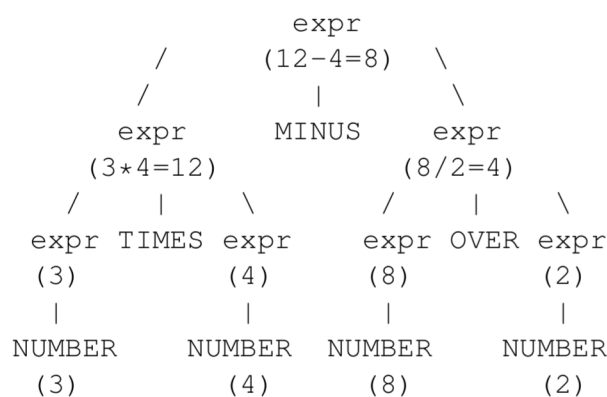 expr
/ (12-4=8) \
/ | \
expr MINUS expr
(3*4=12) (8/2=4)
/ | \ / | \
expr TIMES expr expr OVER expr
(3) (4) (8) (2)
| | | |
NUMBER NUMBER NUMBER NUMBER
(3) (4) (8) (2)